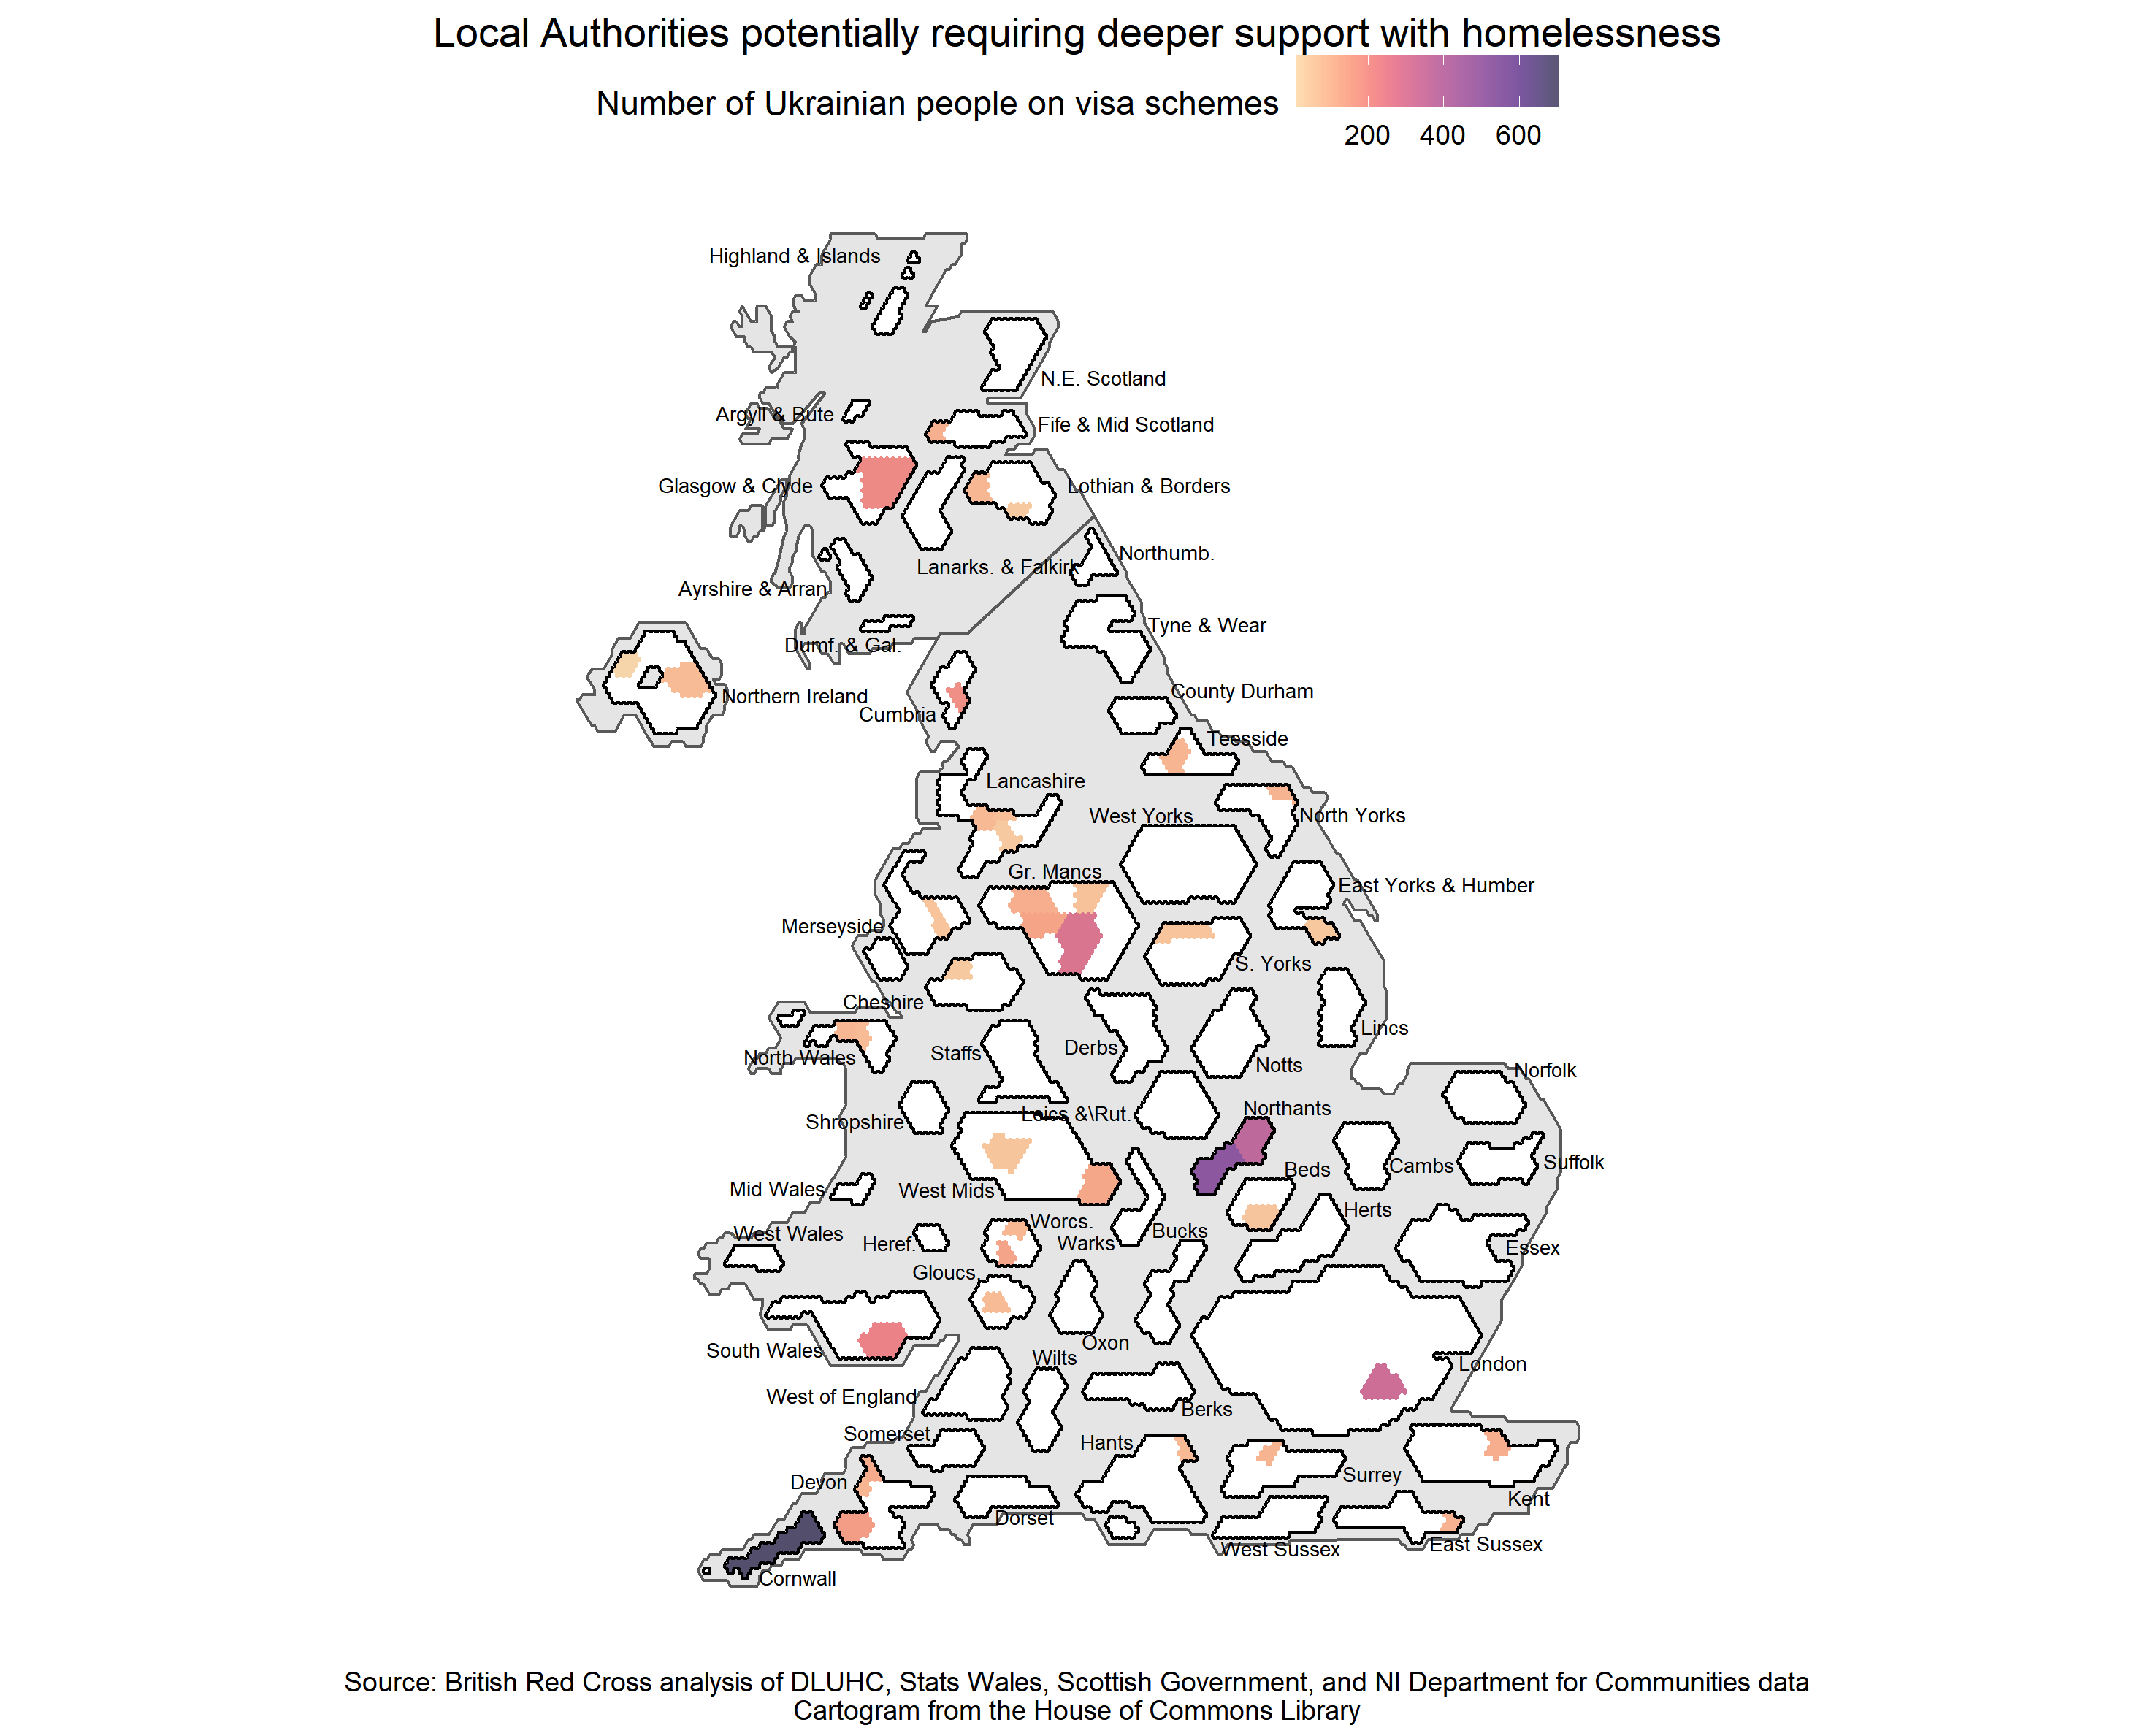 Local Authorities potentially requiring deeper support with homelessness
Number of Ukrainian people on visa schemes
200 400 600
Highland & Islands
N.E. Scotland
Argyll & Bute
Fife & Mid Scotland
Glasgow & Clyde
Lothian & Borders
Northumb.
Lanarks. & Falkirk
Ayrshire & Arran
Tyne & Wear
Dumf. & Gal.
County Durham
Northern Ireland
Cumbria
Teesside
Lancashire
West Yorks
North Yorks
Gr. Mancs
East Yorks & Humber
Merseyside
S. Yorks
Cheshire
Lincs
North Wales
Staffs
Derbs
Notts
Norfolk
Shropshire
Leics &\Rut.
Northants
Mid Wales
West Mids
Beds
Cambs
Suffolk
West Wales
Heref.
Worcs.
Warks
Bucks
Herts
Essex
Gloucs.
South Wales
Oxon
Wilts
London
West of England
Berks
Somerset
Hants
Devon
Surrey
Kent
Dorset
West Sussex
East Sussex
Cornwall
Source: British Red Cross analysis of DLUHC, Stats Wales, Scottish Government, and NI Department for Communities data
Cartogram from the House of Commons Library